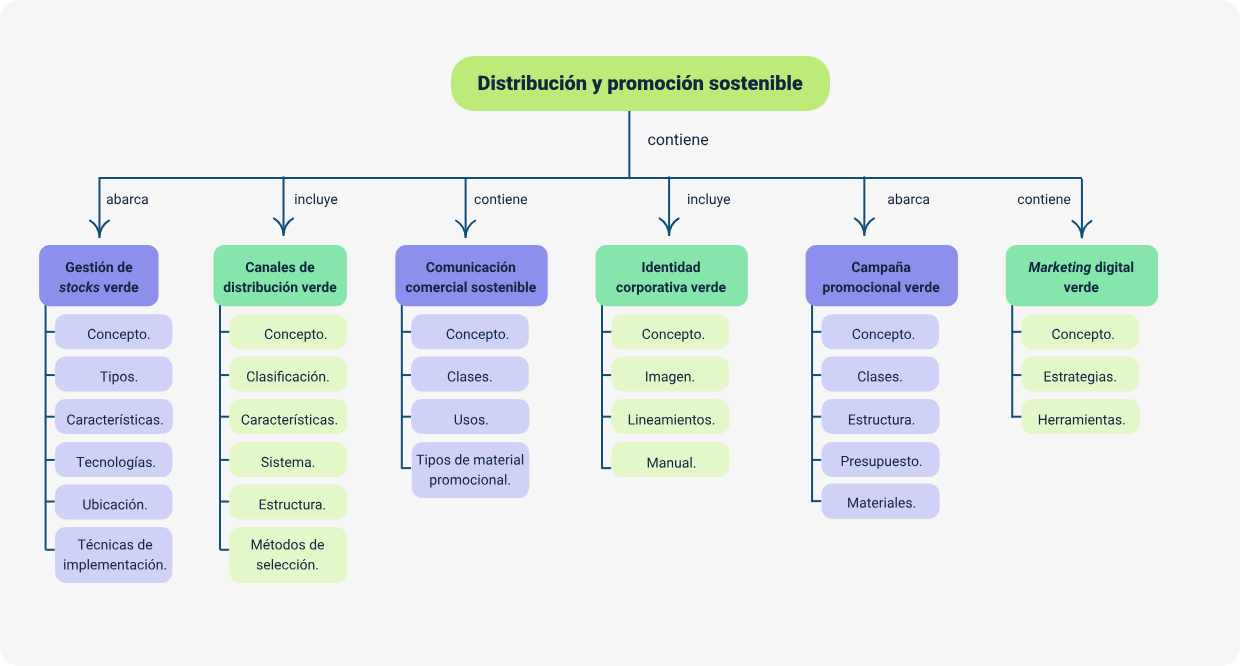 Distribución y promoción sostenible
contiene
abarca
incluye
contiene
incluye
abarca
contiene
Gestión de
stocks verde
Concepto.
Tipos.
Características.
Tecnologías.
Ubicación.
Técnicas de
implementación.
Canales de
distribución verde
Concepto.
Clasificación.
Características.
Sistema.
Estructura.
Métodos de
selección.
Comunicación
comercial sostenible
Concepto.
Clases.
Usos.
Tipos de material
promocional.
Identidad
corporativa verde
Concepto.
Imagen.
Lineamientos.
Manual.
Campaña
promocional verde
Concepto.
Clases.
Estructura.
Presupuesto.
Materiales.
Marketing digital
verde
Concepto.
Estrategias.
Herramientas.